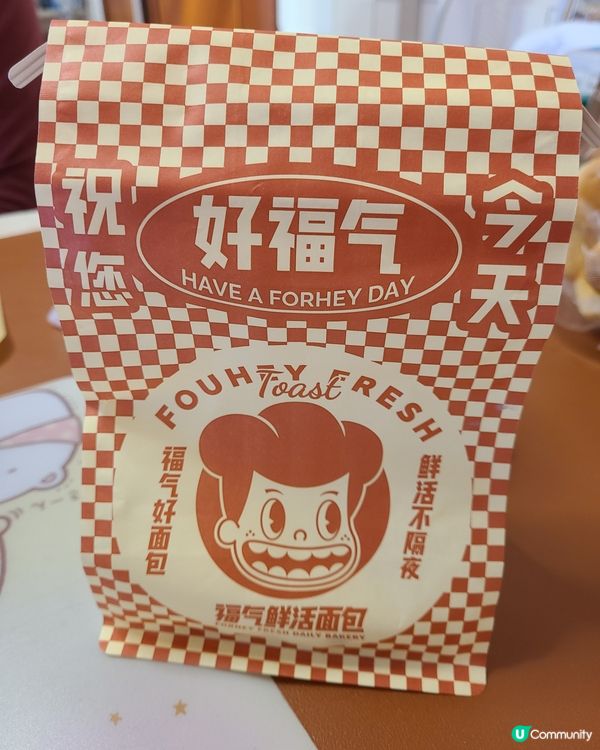 祝您
好福气
今天
HAVE A FORHEY DAY
FOUHEY FRESH
Toast
福气好面包
鲜活不隔夜
福气鲜活面包
FORHEY FRESH DAILY BAKERY
U Community